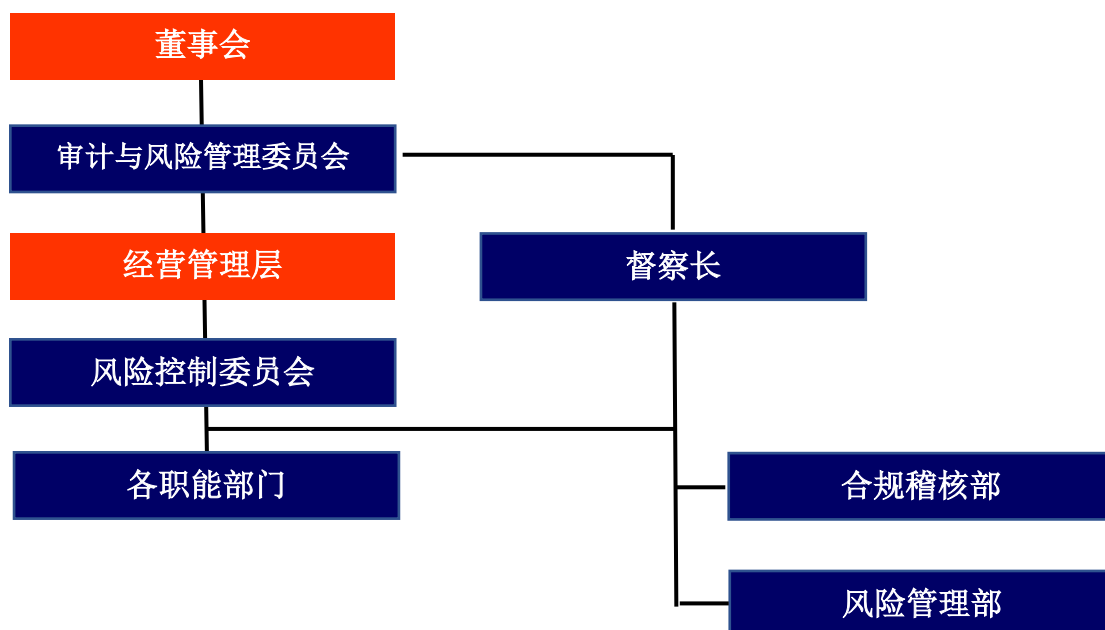 董事会
审计与风险管理委员会
经营管理层
督察长
风险控制委员会
各职能部门
合规稽核部
风险管理部